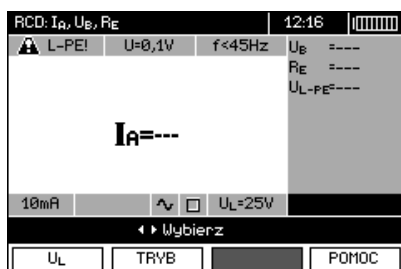 RCD: IA, UB, RE 12:16
L-PE! U=0,1V f<45Hz UB =---
RE =---
UL-PE=---
IA=---
10mA UL=25V
Wybierz
UL TRYB POMOC